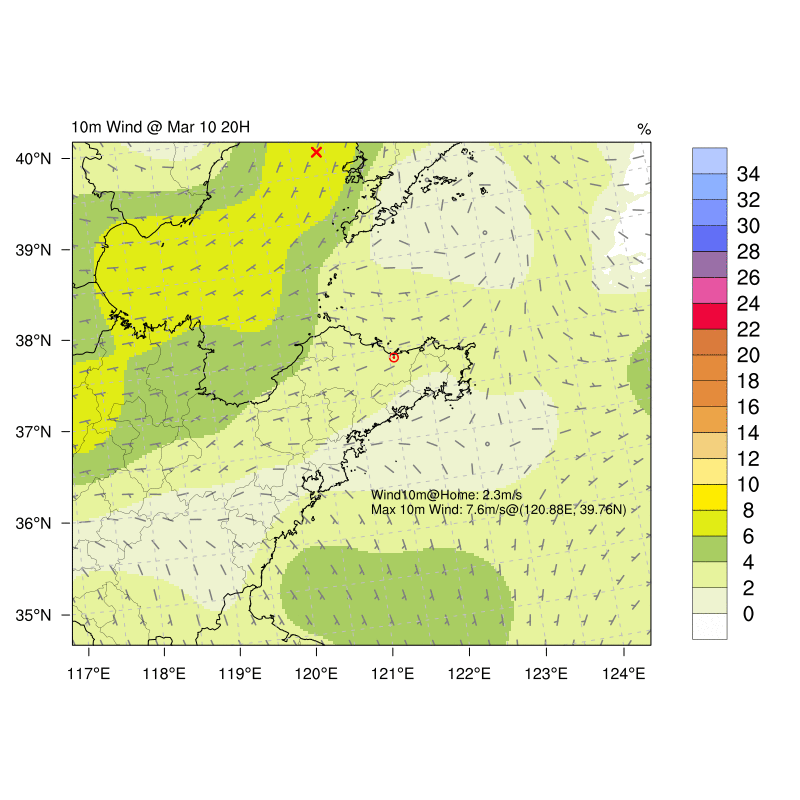 10m Wind @ Mar 10 20H
%
40°N
39°N
38°N
37°N
36°N
35°N
117°E
118°E
119°E
120°E
121°E
122°E
123°E
124°E
Wind10m@Home: 2.3m/s
Max 10m Wind: 7.6m/s@(120.88E, 39.76N)
34
32
30
28
26
24
22
20
18
16
14
12
10
8
6
4
2
0